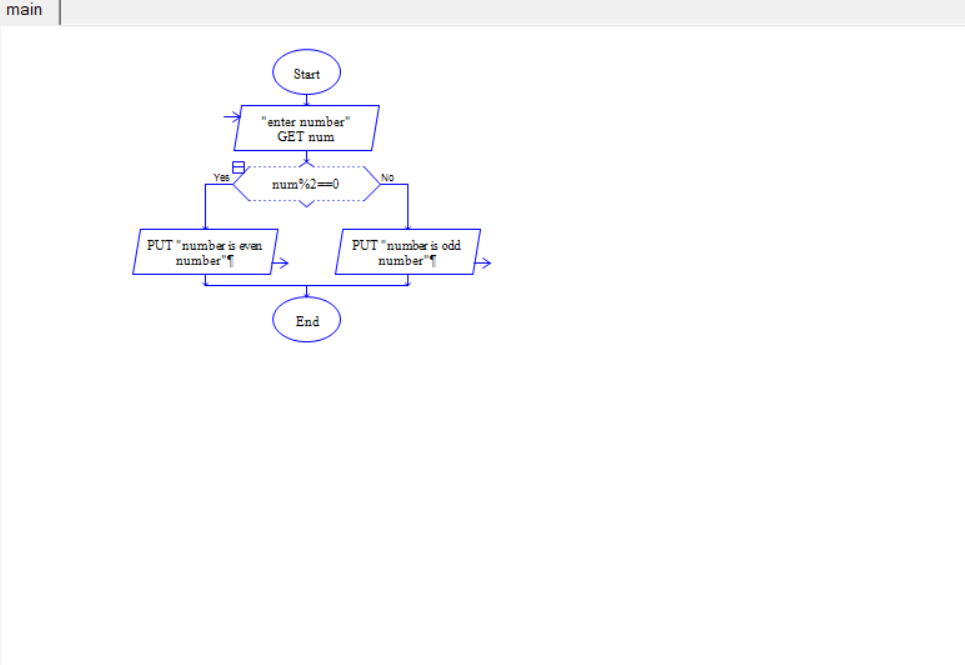 main
Start
"enter number"
GET num
Yes
num%2==0
No
PUT "number is even
number"¶
PUT "number is odd
number"¶
End